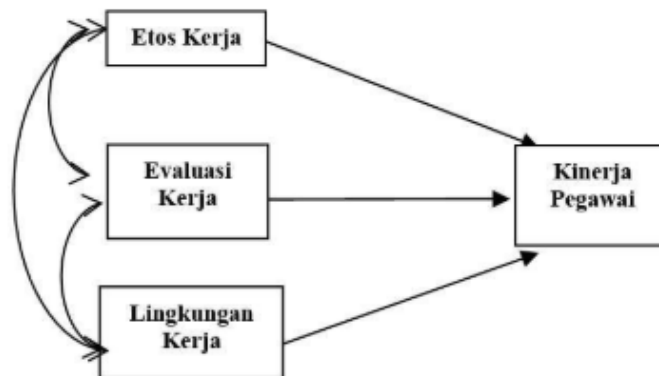 Etos Kerja
Evaluasi
Kerja
Kinerja
Pegawai
Lingkungan
Kerja